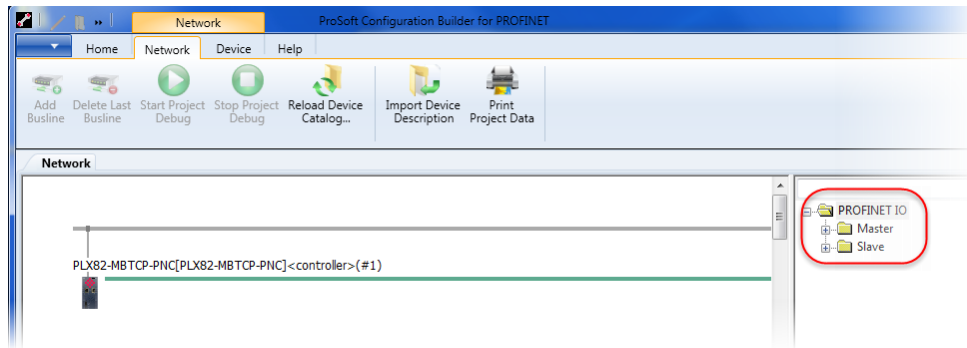 Network ProSoft Configuration Builder for PROFINET
Home Network Device Help
Add Busline
Delete Last Busline
Start Project Debug
Stop Project Debug
Reload Device Catalog...
Import Device Description
Print Project Data
Network
PROFINET IO
Master
Slave
PLX82-MBTCP-PNC[PLX82-MBTCP-PNC]<controller>(#1)